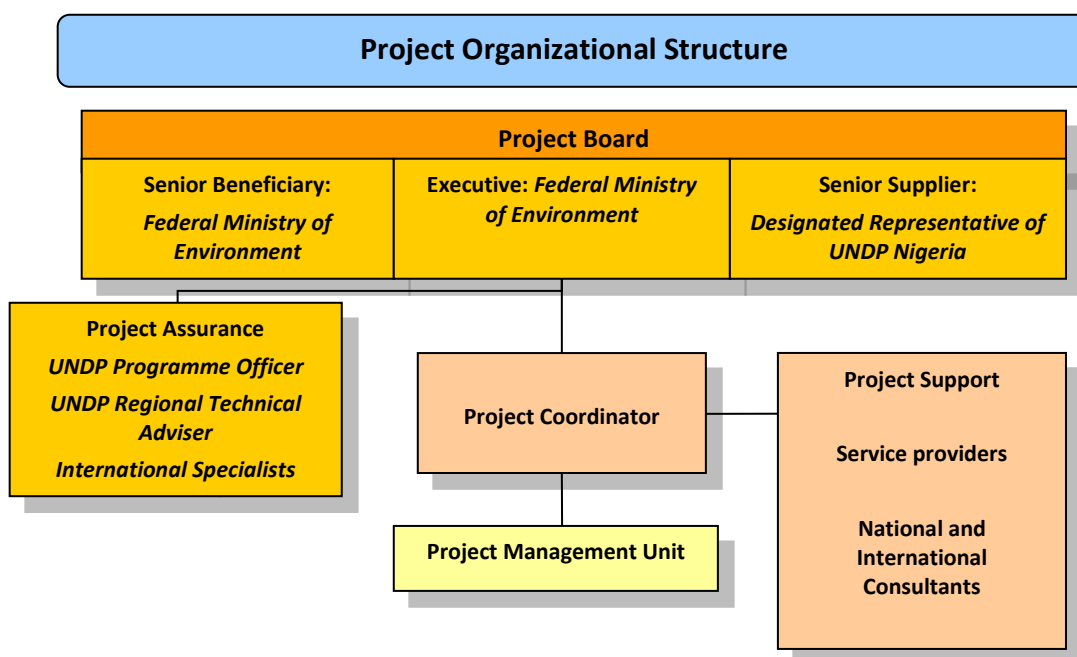 Project Organizational Structure
Project Board
Senior Beneficiary:
Federal Ministry of
Environment
Executive: Federal Ministry
of Environment
Senior Supplier:
Designated Representative of
UNDP Nigeria
Project Assurance
UNDP Programme Officer
UNDP Regional Technical
Adviser
International Specialists
Project Coordinator
Project Support
Service providers
National and
International
Consultants
Project Management Unit